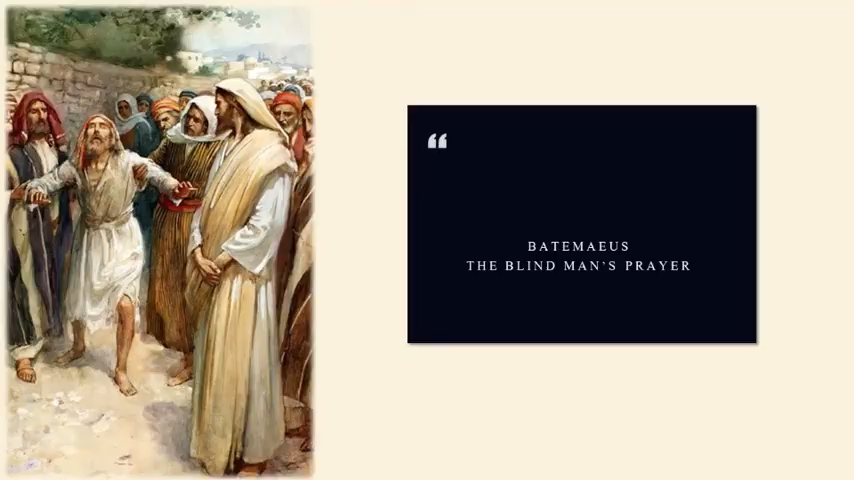 “
BATEMAEUS
THE BLIND MAN’S PRAYER